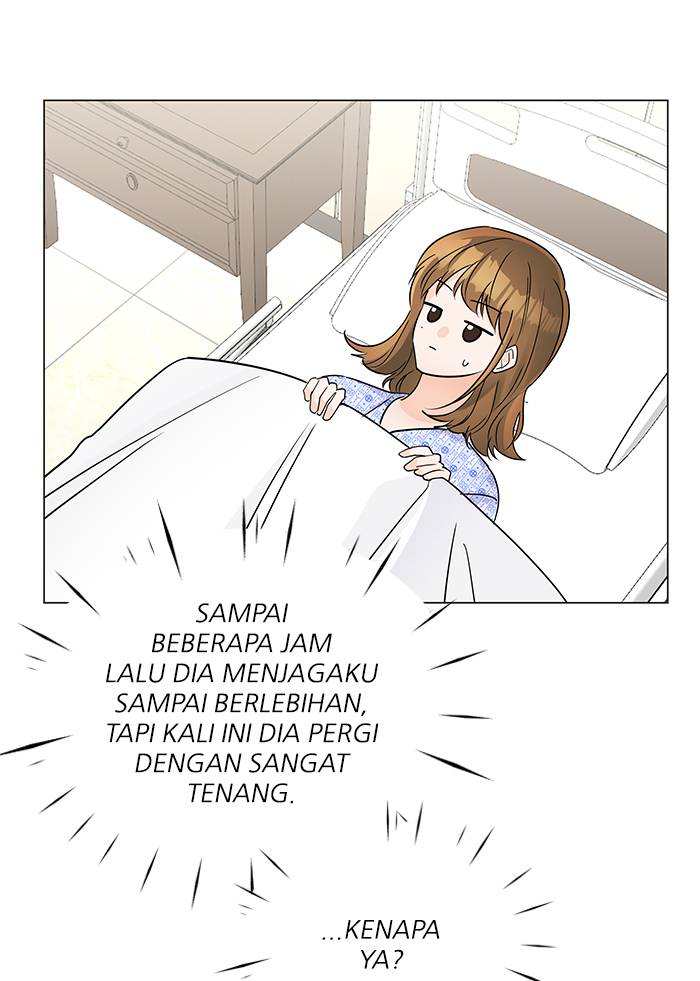 SAMPAI
BEBERAPA JAM
LALU DIA MENJAGAKU
SAMPAI BERLEBIHAN,
TAPI KALI INI DIA PERGI
DENGAN SANGAT
TENANG.
...KENAPA
YA?